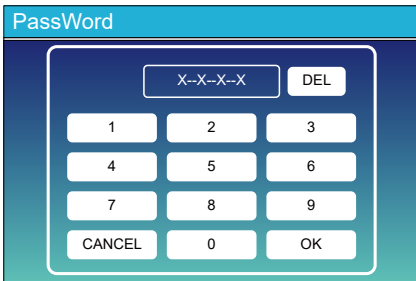 PassWord
X--X--X--X DEL
1 2 3
4 5 6
7 8 9
CANCEL 0 OK